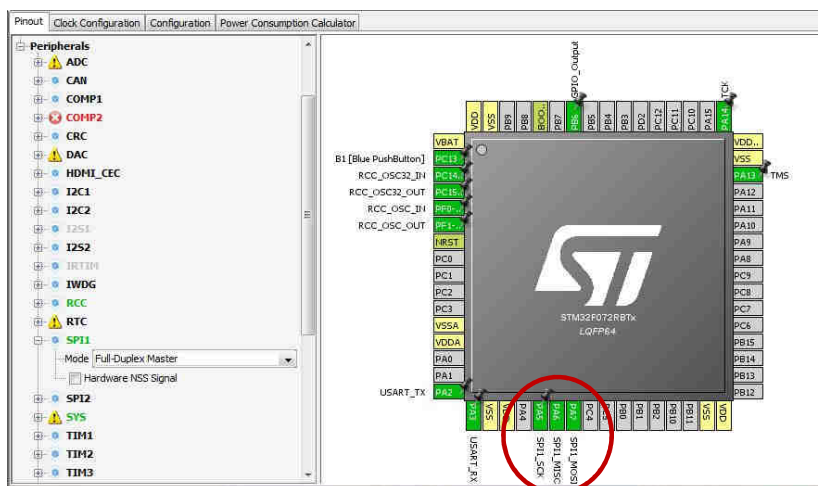 Pinout
Clock Configuration
Configuration
Power Consumption Calculator
Peripherals
ADC
CAN
COMP1
COMP2
CRC
DAC
HDMI_CEC
I2C1
I2C2
I2S1
I2S2
IRTIM
IWDG
RCC
RTC
SPI1
Mode Full-Duplex Master
Hardware NSS Signal
SPI2
SYS
TIM1
TIM2
TIM3
GPIO_Output
TCK
VDD
VSS
PB9
PB8
BOO..
PB7
PB6
PB5
PB4
PB3
PD2
PC12
PC11
PC10
PA15
PA14
VBAT
B1 [Blue PushButton] PC13
RCC_OSC32_IN PC14..
RCC_OSC32_OUT PC15..
RCC_OSC_IN PF0-..
RCC_OSC_OUT PF1-..
NRST
PC0
PC1
PC2
PC3
VSSA
VDDA
PA0
PA1
USART_TX PA2
ST
STM32F072RBTx
LQFP64
VDD..
VSS
PA13 TMS
PA12
PA11
PA10
PA9
PA8
PC9
PC8
PC7
PC6
PB15
PB14
PB13
PB12
PA3
VSS
PA4
PA5
PA6
PA7
PC4
PB0
PB1
PB2
PB10
PB11
VSS
VDD
USART_RX
SPI1_SCK
SPI1_MISO
SPI1_MOSI